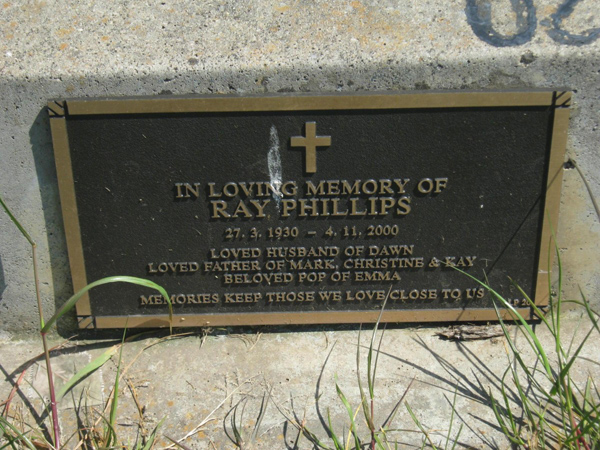 IN LOVING MEMORY OF
RAY PHILLIPS
27. 3. 1930 – 4. 11. 2000
LOVED HUSBAND OF DAWN
LOVED FATHER OF MARK, CHRISTINE & KAY
BELOVED POP OF EMMA
MEMORIES KEEP THOSE WE LOVE CLOSE TO US